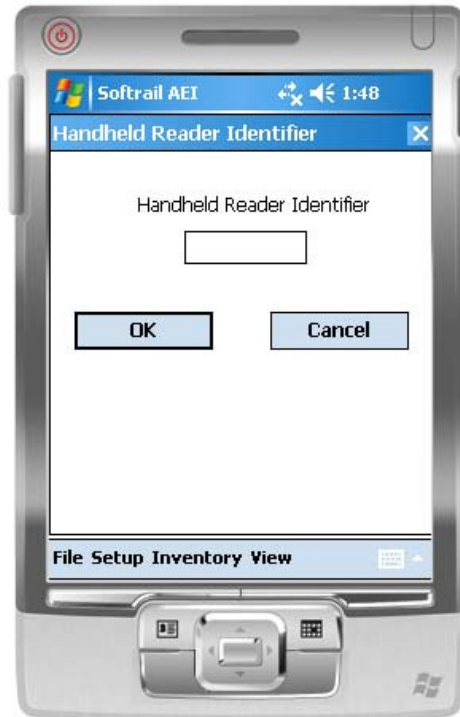 Softrail AEI 1:48
Handheld Reader Identifier
Handheld Reader Identifier
OK Cancel
File Setup Inventory View